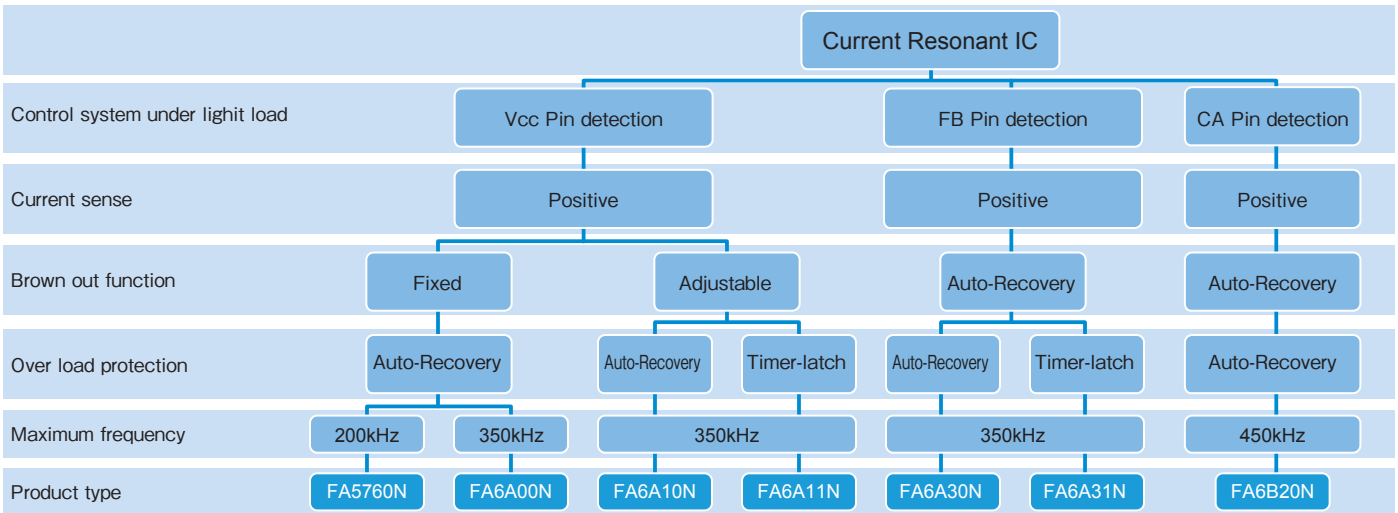 Current Resonant IC
Control system under lighit load
Vcc Pin detection
FB Pin detection
CA Pin detection
Current sense
Positive
Positive
Positive
Brown out function
Fixed
Adjustable
Auto-Recovery
Auto-Recovery
Over load protection
Auto-Recovery
Auto-Recovery
Timer-latch
Auto-Recovery
Timer-latch
Auto-Recovery
Maximum frequency
200kHz
350kHz
350kHz
350kHz
450kHz
Product type
FA5760N
FA6A00N
FA6A10N
FA6A11N
FA6A30N
FA6A31N
FA6B20N